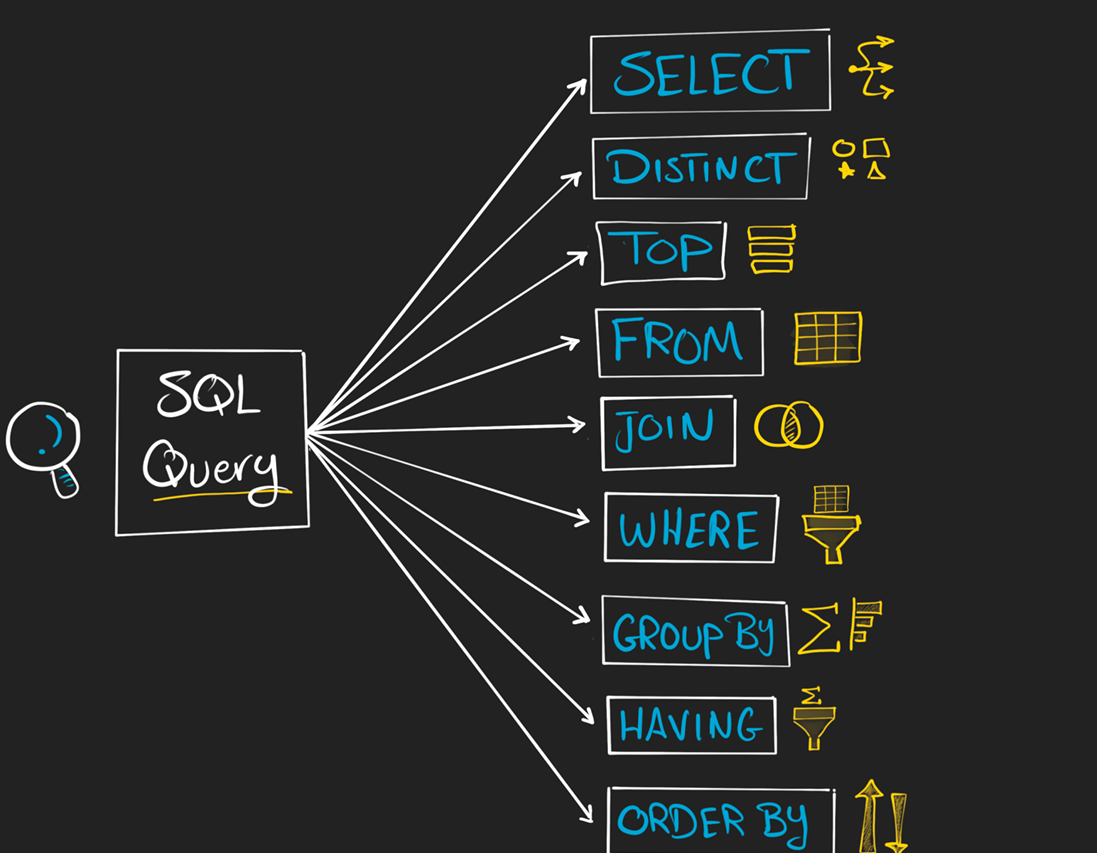 SQL
Query
SELECT
DISTINCT
TOP
FROM
JOIN
WHERE
GROUP By
Σ
HAVING
Σ
ORDER By